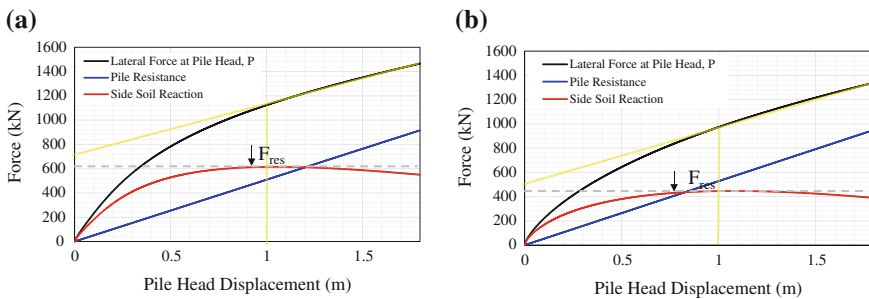 (a)
1600
1400
1200
1000
800
600
400
200
0
Force (kN)
Lateral Force at Pile Head, P
Pile Resistance
Side Soil Reaction
Fres
0 0.5 1 1.5
Pile Head Displacement (m)
(b)
1600
1400
1200
1000
800
600
400
200
0
Force (kN)
Lateral Force at Pile Head, P
Pile Resistance
Side Soil Reaction
Fres
0 0.5 1 1.5
Pile Head Displacement (m)